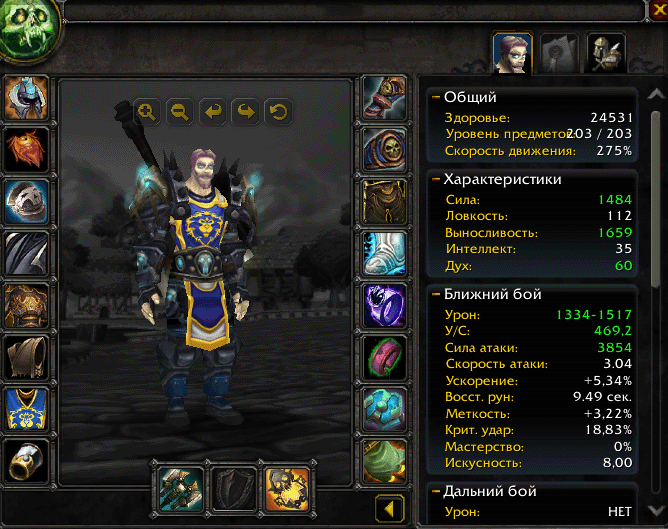 Общий
Здоровье: 24531
Уровень предметов: 203 / 203
Скорость движения: 275%
Характеристики
Сила: 1484
Ловкость: 112
Выносливость: 1659
Интеллект: 35
Дух: 60
Ближний бой
Урон: 1334-1517
У/С: 469,2
Сила атаки: 3854
Скорость атаки: 3.04
Ускорение: +5,34%
Восст. рун: 9.49 сек.
Меткость: +3,22%
Крит. удар: 18,83%
Мастерство: 0%
Искусность: 8,00
Дальний бой
Урон: НЕТ